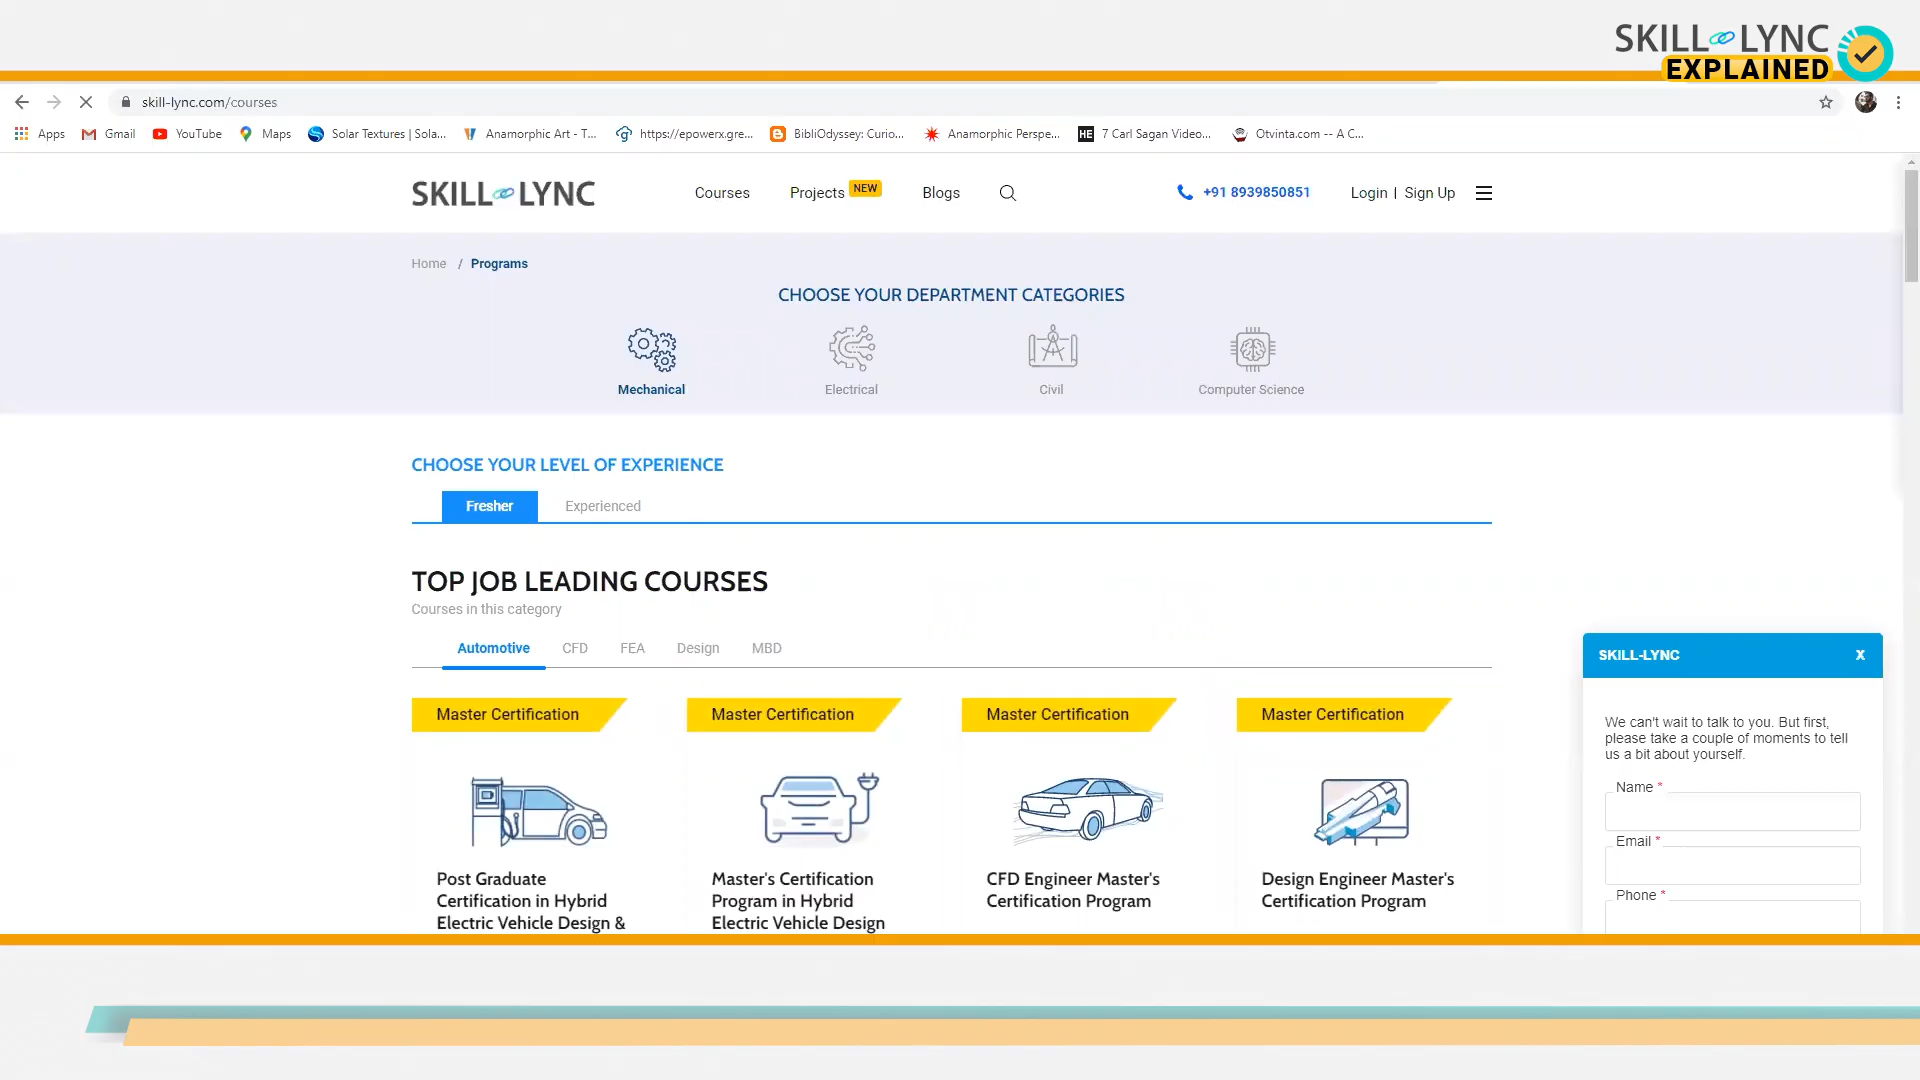 SKILL LYNC
EXPLAINED
skill-lync.com/courses
Apps Gmail YouTube Maps Solar Textures | Sola... Anamorphic Art - T... https://epowerx.gre... BibliOdyssey: Curio... Anamorphic Perspe... HE 7 Carl Sagan Video... Otvinta.com -- A C...
SKILL LYNC Courses Projects NEW Blogs +91 8939850851 Login | Sign Up
Home / Programs
CHOOSE YOUR DEPARTMENT CATEGORIES
Mechanical Electrical Civil Computer Science
CHOOSE YOUR LEVEL OF EXPERIENCE
Fresher Experienced
TOP JOB LEADING COURSES
Courses in this category
Automotive CFD FEA Design MBD
Master Certification Master Certification Master Certification Master Certification
Post Graduate
Certification in Hybrid
Electric Vehicle Design &
Master's Certification
Program in Hybrid
Electric Vehicle Design
CFD Engineer Master's
Certification Program
Design Engineer Master's
Certification Program
SKILL-LYNC X
We can't wait to talk to you. But first,
please take a couple of moments to tell
us a bit about yourself.
Name *
Email *
Phone *